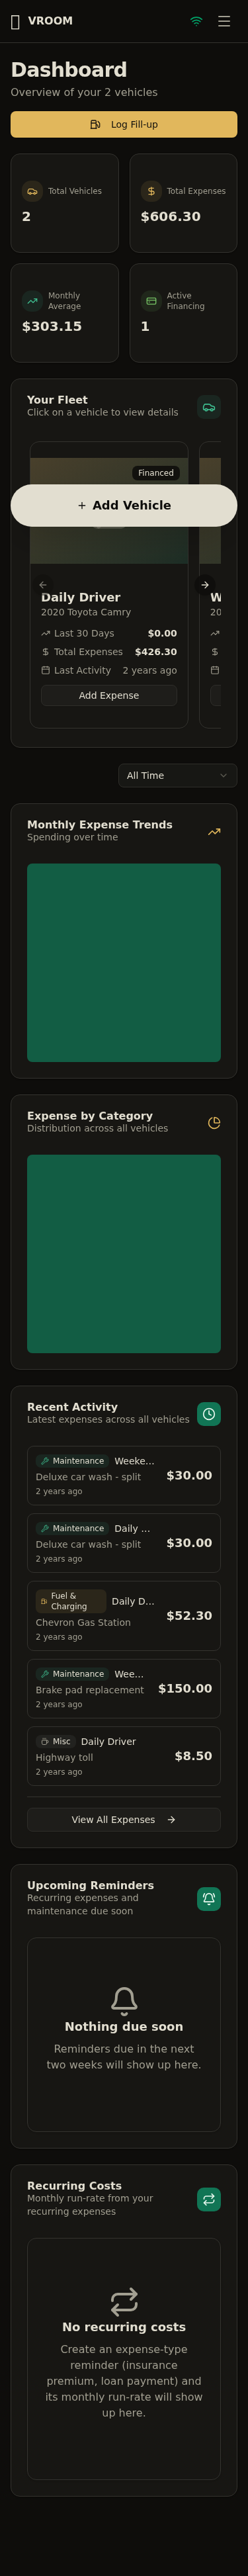 VROOM
Dashboard
Overview of your 2 vehicles
Log Fill-up
Total Vehicles
2
Total Expenses
$606.30
Monthly
Average
$303.15
Active
Financing
1
Your Fleet
Click on a vehicle to view details
Financed
+ Add Vehicle
Daily Driver
2020 Toyota Camry
Last 30 Days $0.00
Total Expenses $426.30
Last Activity 2 years ago
Add Expense
W
20
All Time
Monthly Expense Trends
Spending over time
Expense by Category
Distribution across all vehicles
Recent Activity
Latest expenses across all vehicles
Maintenance Weeke...
Deluxe car wash - split
2 years ago
$30.00
Maintenance Daily ...
Deluxe car wash - split
2 years ago
$30.00
Fuel &
Charging
Daily D...
Chevron Gas Station
2 years ago
$52.30
Maintenance Wee...
Brake pad replacement
2 years ago
$150.00
Misc Daily Driver
Highway toll
2 years ago
$8.50
View All Expenses
Upcoming Reminders
Recurring expenses and
maintenance due soon
Nothing due soon
Reminders due in the next
two weeks will show up here.
Recurring Costs
Monthly run-rate from your
recurring expenses
No recurring costs
Create an expense-type
reminder (insurance
premium, loan payment) and
its monthly run-rate will show
up here.